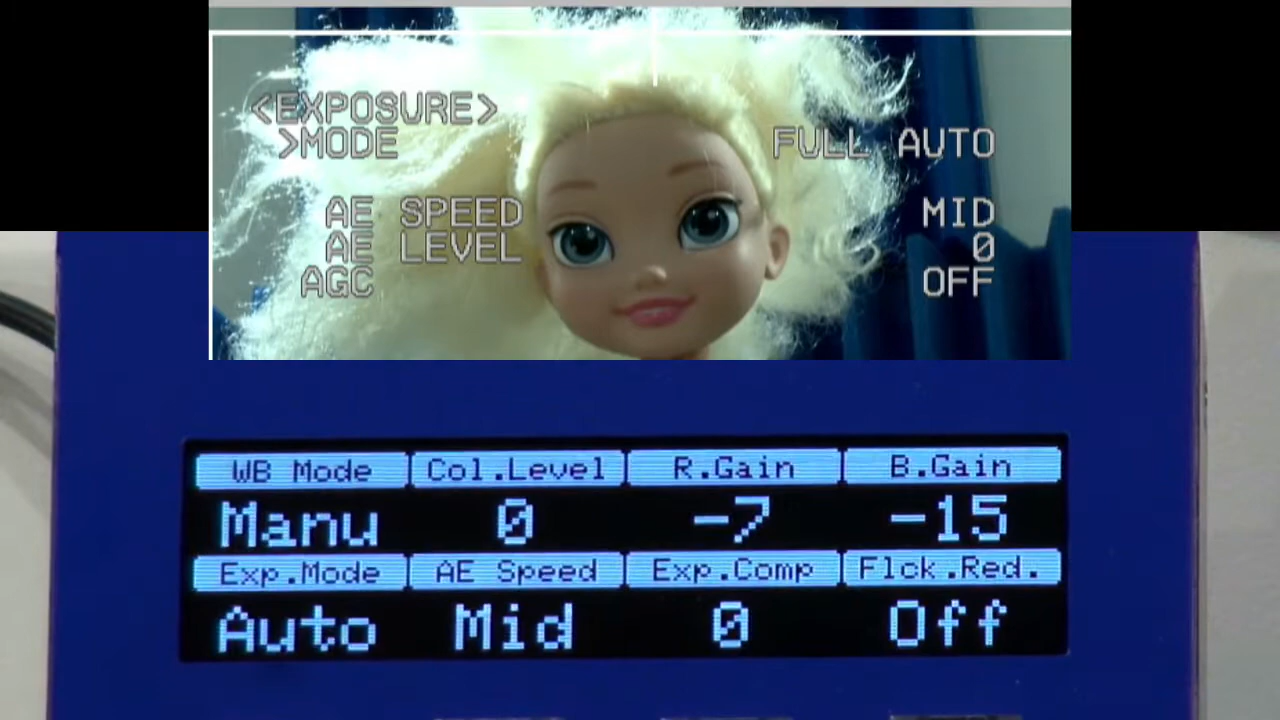 <EXPOSURE>
>MODE FULL AUTO
AE SPEED MID
AE LEVEL 0
AGC OFF
WB Mode Col.Level R.Gain B.Gain
Manu 0 -7 -15
Exp.Mode AE Speed Exp.Comp Flck.Red.
Auto Mid 0 Off